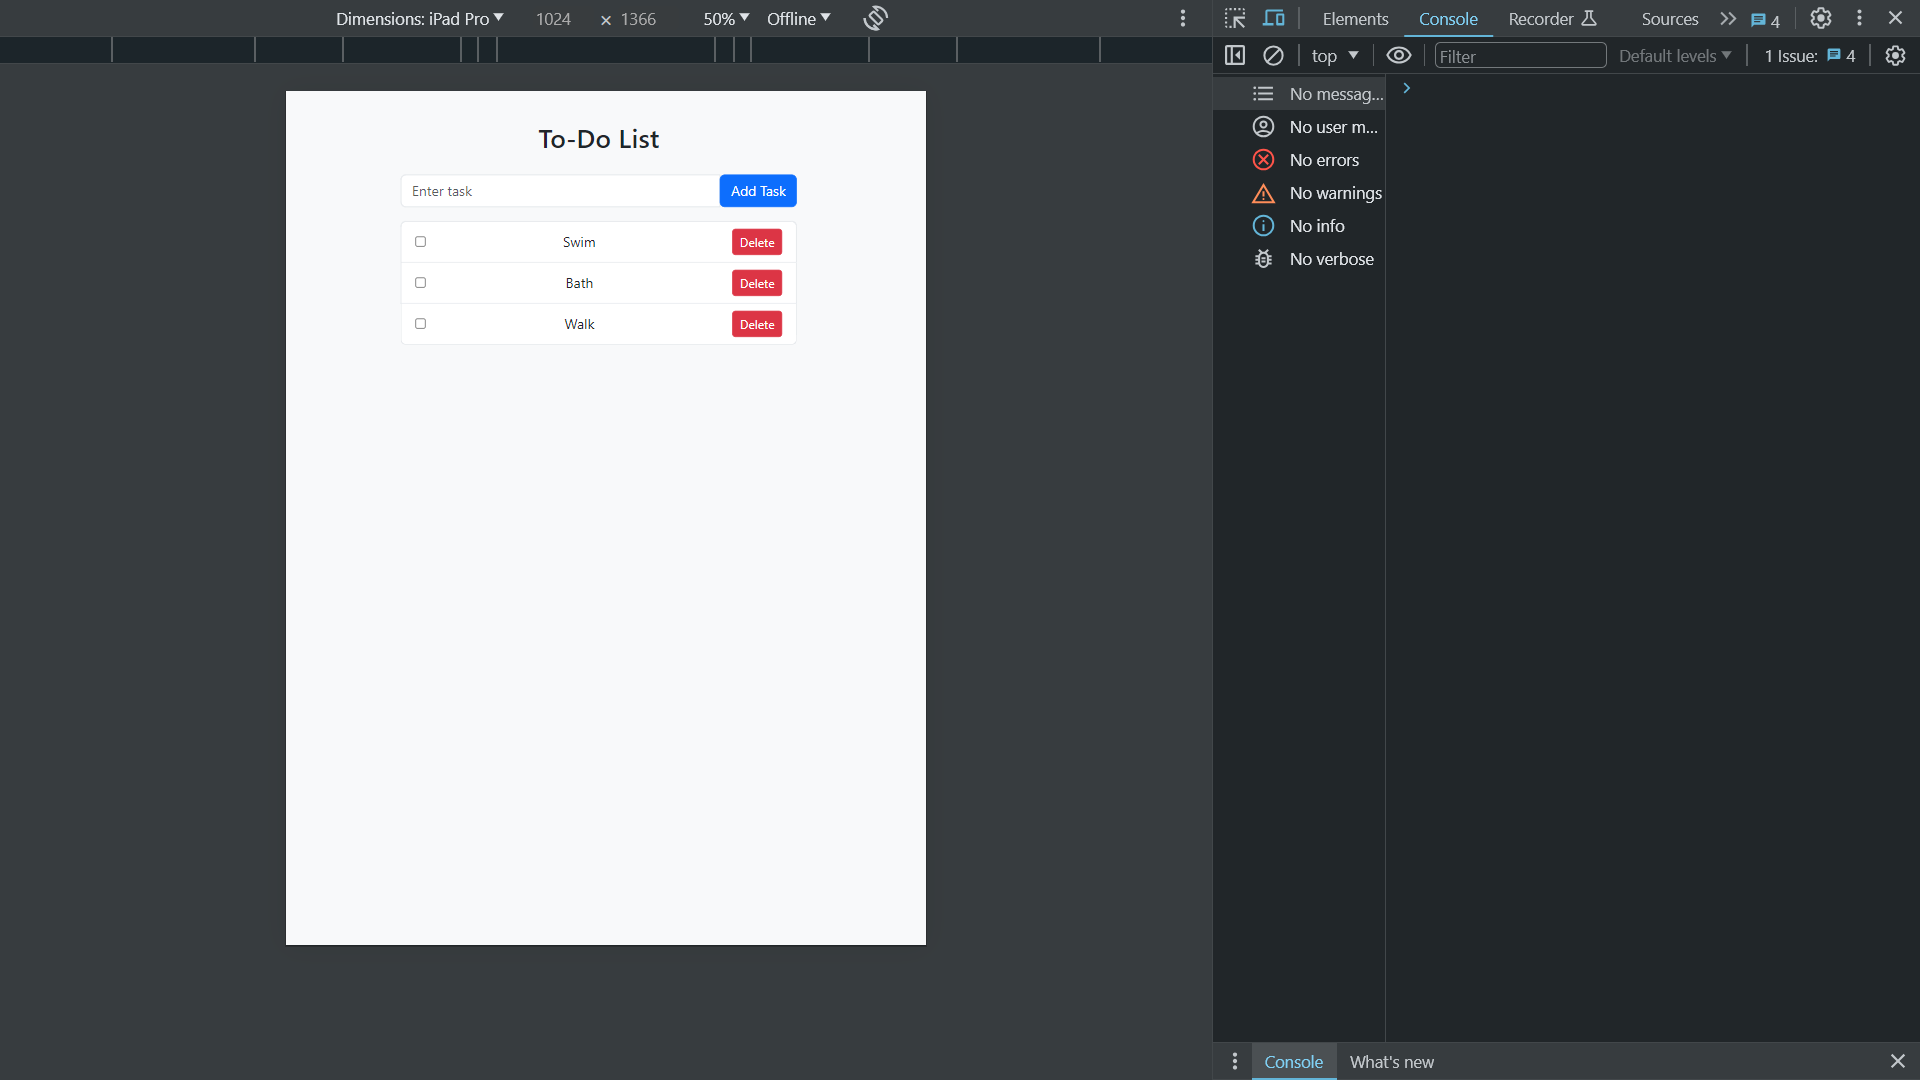 Dimensions: iPad Pro 1024 × 1366 50% Offline
Elements Console Recorder Sources 4
top Filter Default levels 1 Issue: 4
To-Do List
Enter task Add Task
Swim Delete
Bath Delete
Walk Delete
No messag...
No user m...
No errors
No warnings
No info
No verbose
Console What's new